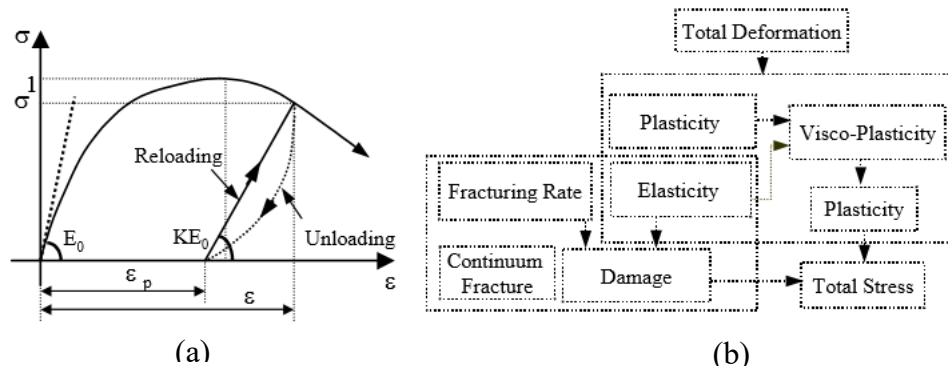 σ
1
σ
Reloading
E₀
KE₀
Unloading
ε
ε p
ε
(a)
Total Deformation
Plasticity
Visco-Plasticity
Fracturing Rate
Elasticity
Plasticity
Continuum
Fracture
Damage
Total Stress
(b)